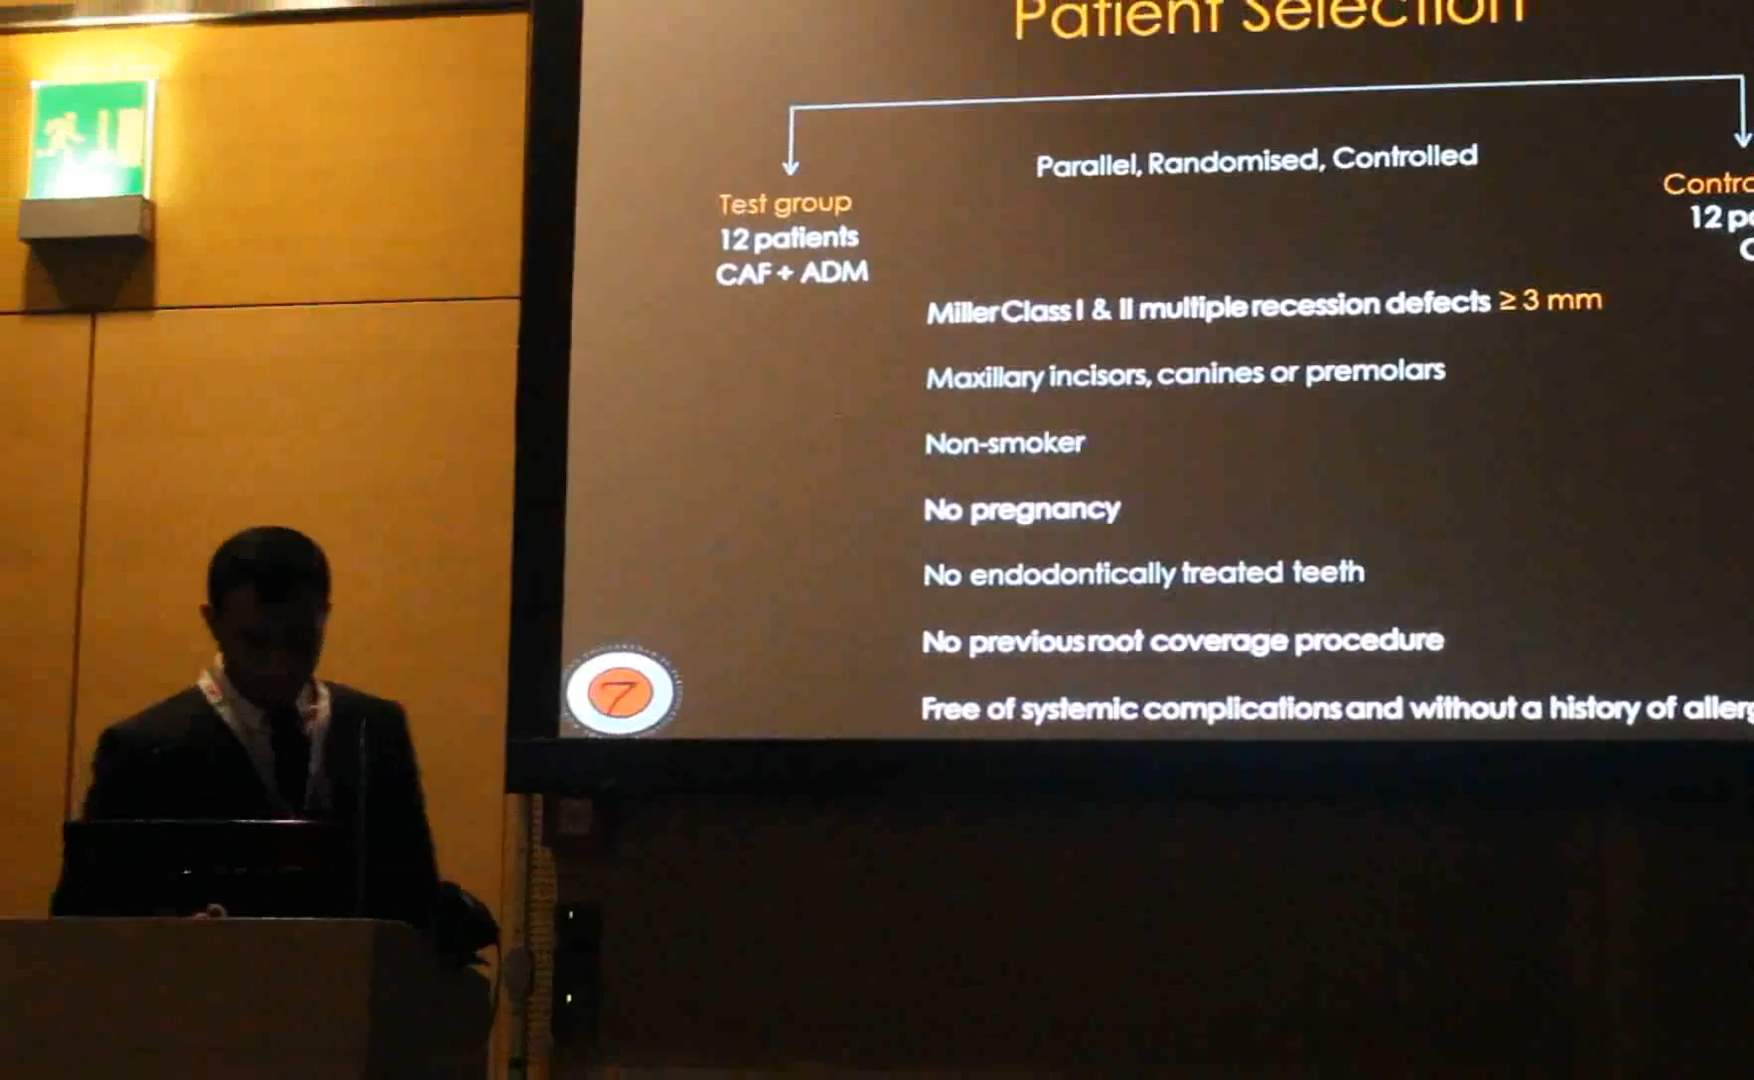 Patient Selection
Parallel, Randomised, Controlled
Test group
12 patients
CAF + ADM
12
Miller Class I & II multiple recession defects ≥ 3 mm
Maxillary incisors, canines or premolars
Non-smoker
No pregnancy
No endodontically treated teeth
No previous root coverage procedure
Free of systemic complications and without a history of
7